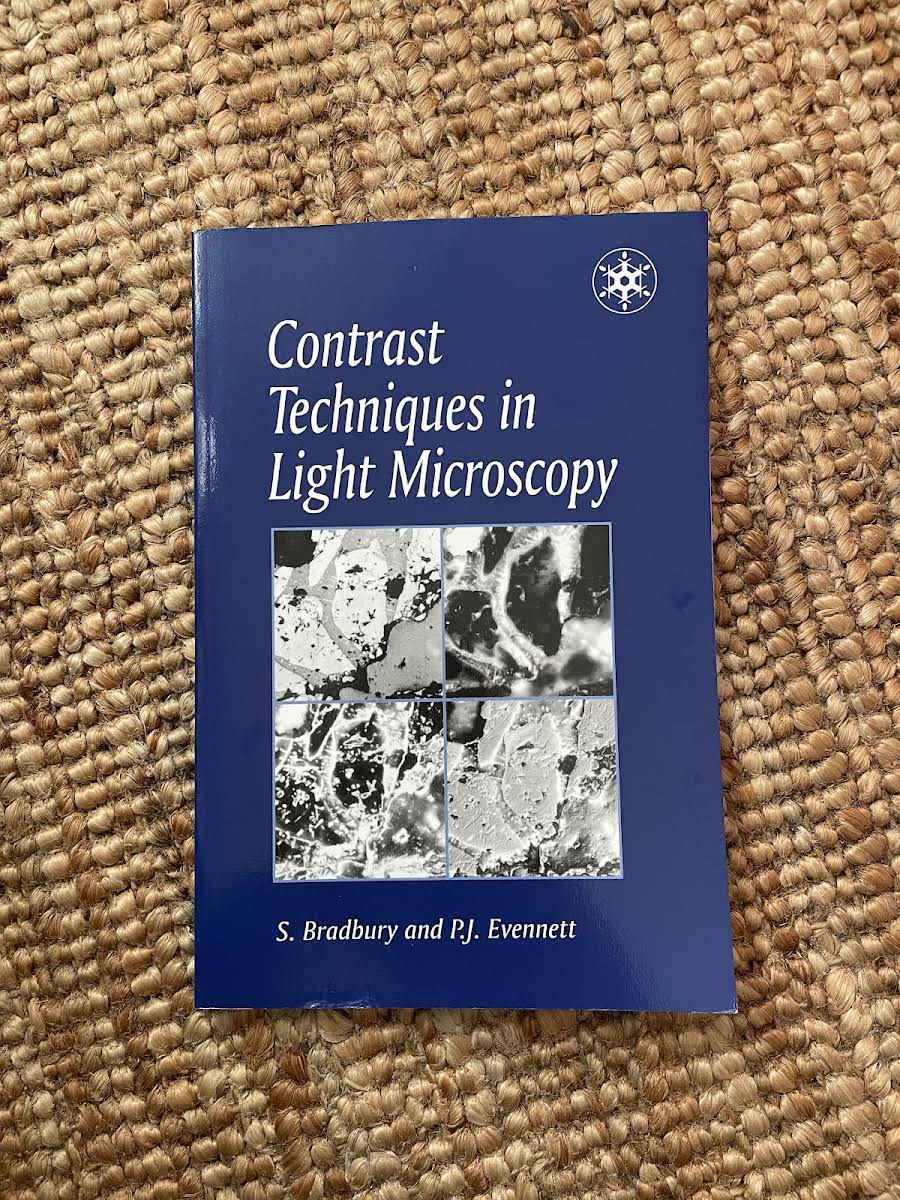 Contrast
Techniques in
Light Microscopy
S. Bradbury and P.J. Evennett